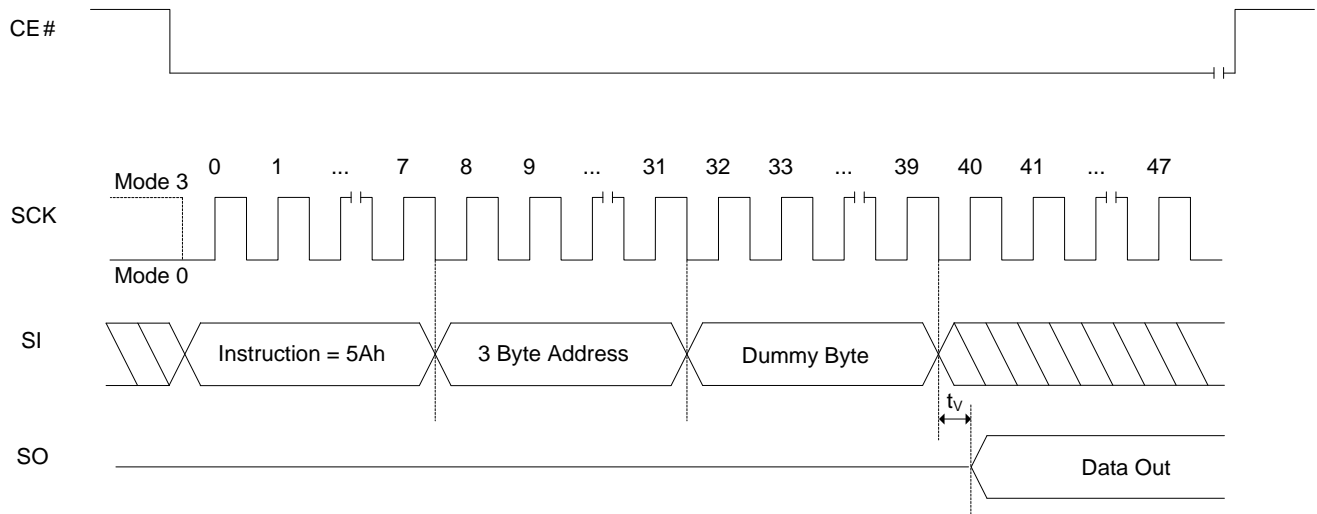 CE#
0 1 ... 7 8 9 ... 31 32 33 ... 39 40 41 ... 47
Mode 3
SCK
Mode 0
SI
Instruction = 5Ah
3 Byte Address
Dummy Byte
tV
SO
Data Out